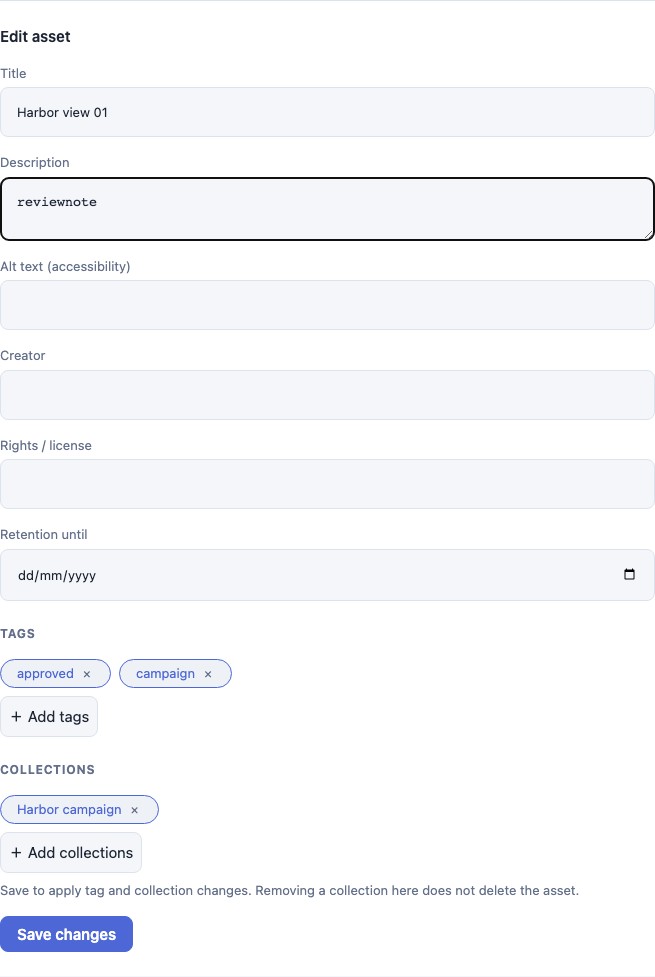 Edit asset
Title
Harbor view 01
Description
reviewnote
Alt text (accessibility)
Creator
Rights / license
Retention until
dd/mm/yyyy
TAGS
approved × campaign ×
+ Add tags
COLLECTIONS
Harbor campaign ×
+ Add collections
Save to apply tag and collection changes. Removing a collection here does not delete the asset.
Save changes